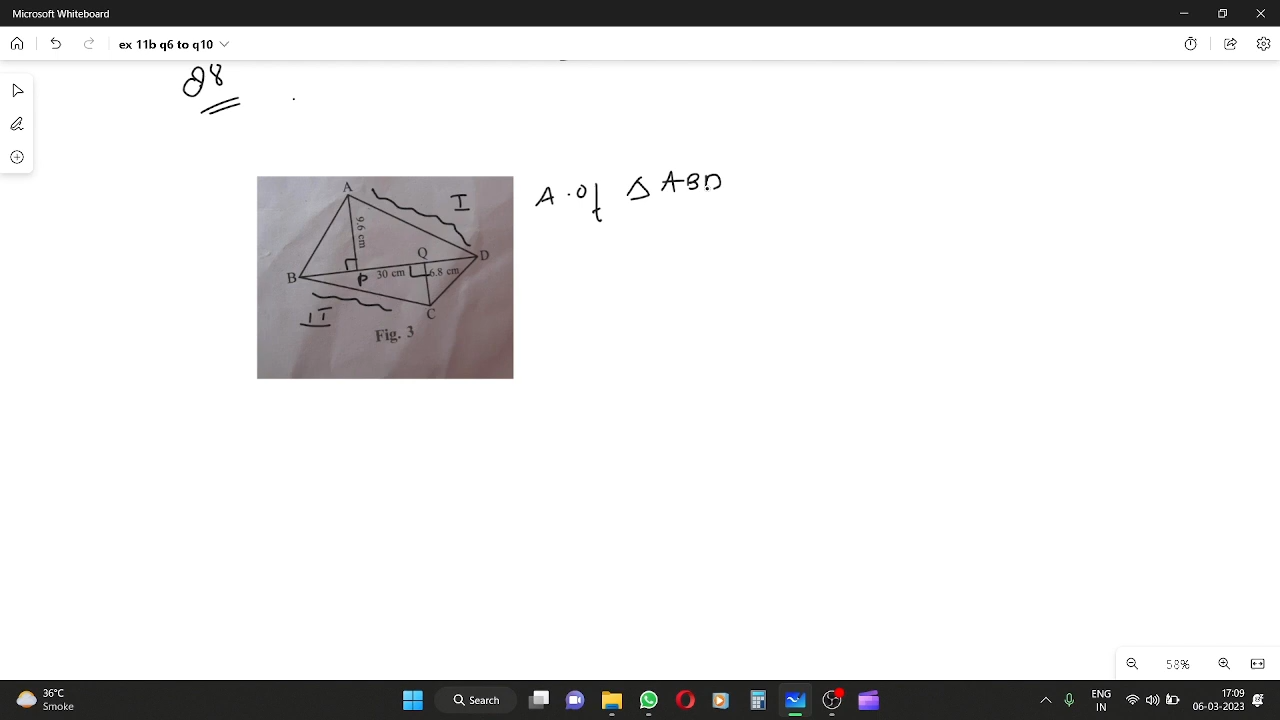 Microsoft Whiteboard
ex 11b q6 to q10
Q8
A. Of △ ABD
A
I
9.6 cm
Q
D
B
P
30 cm
6.8 cm
II
C
Fig. 3
58%
36°C
Smoke
Search
ENG
IN
17:09
06-03-2023